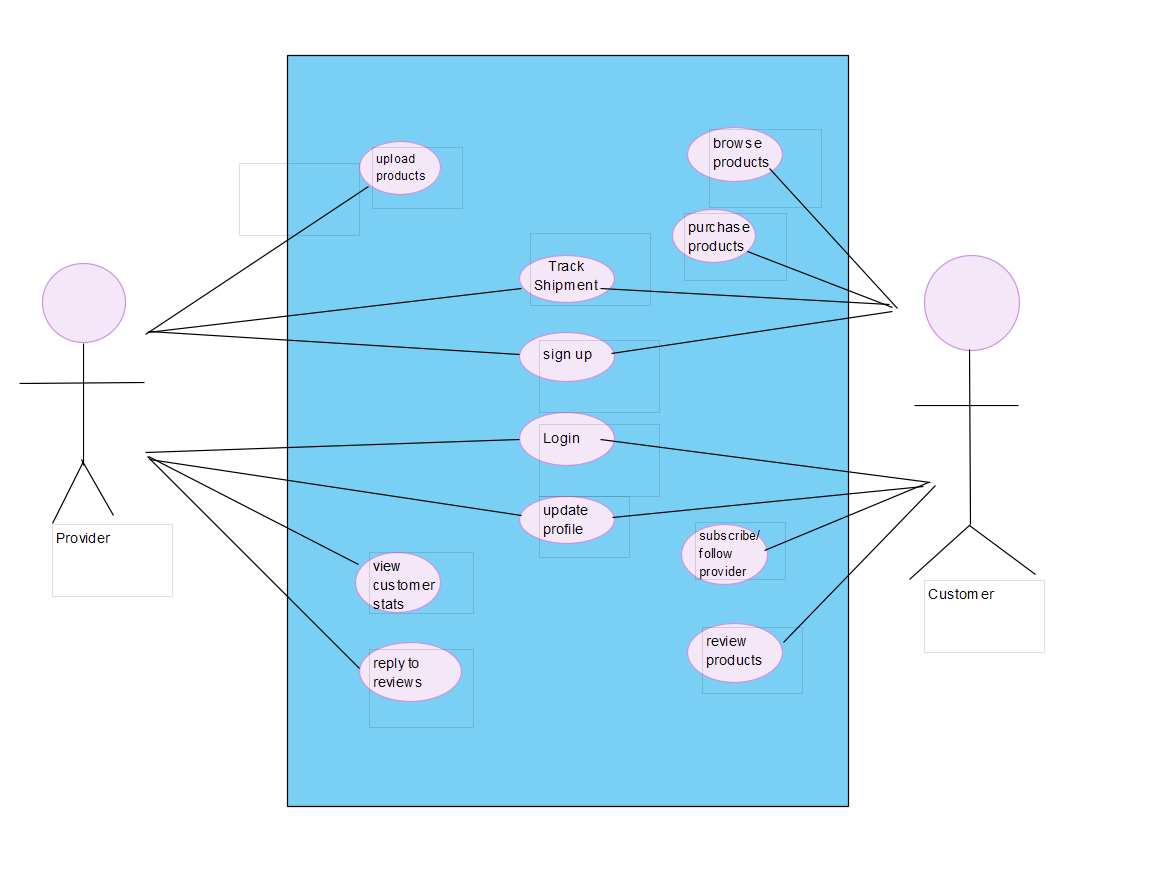 upload
products
browse
products
purchase
products
Track
Shipment
sign up
Login
update
profile
subscribe/
follow
provider
view
customer
stats
reply to
reviews
review
products
Provider
Customer